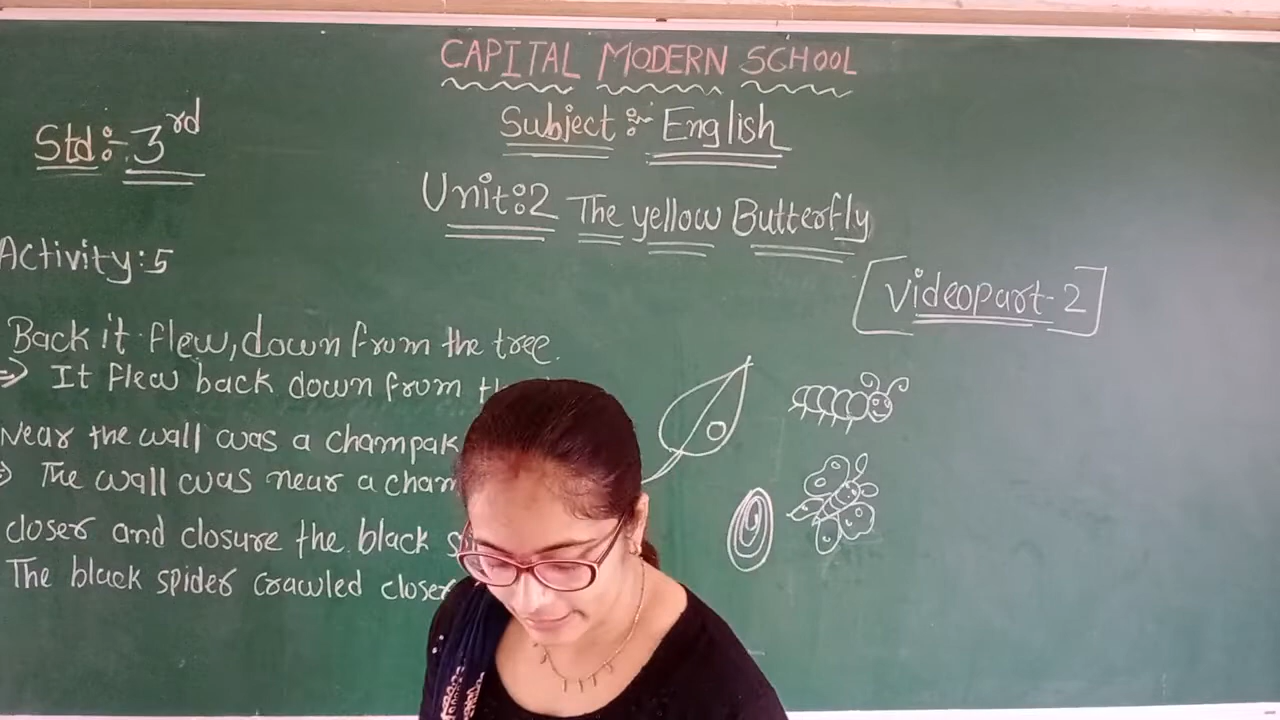 CAPITAL MODERN SCHOOL
Subject :- English
Std :- 3rd
Unit:2 The yellow Butterfly
Activity:5
[Videopart-2]
Back it flew, down from the tree.
⇒ It flew back down from
Near the wall was a champak
⇒ The wall was near a cham
closer and closure the black
The black spider crawled closer